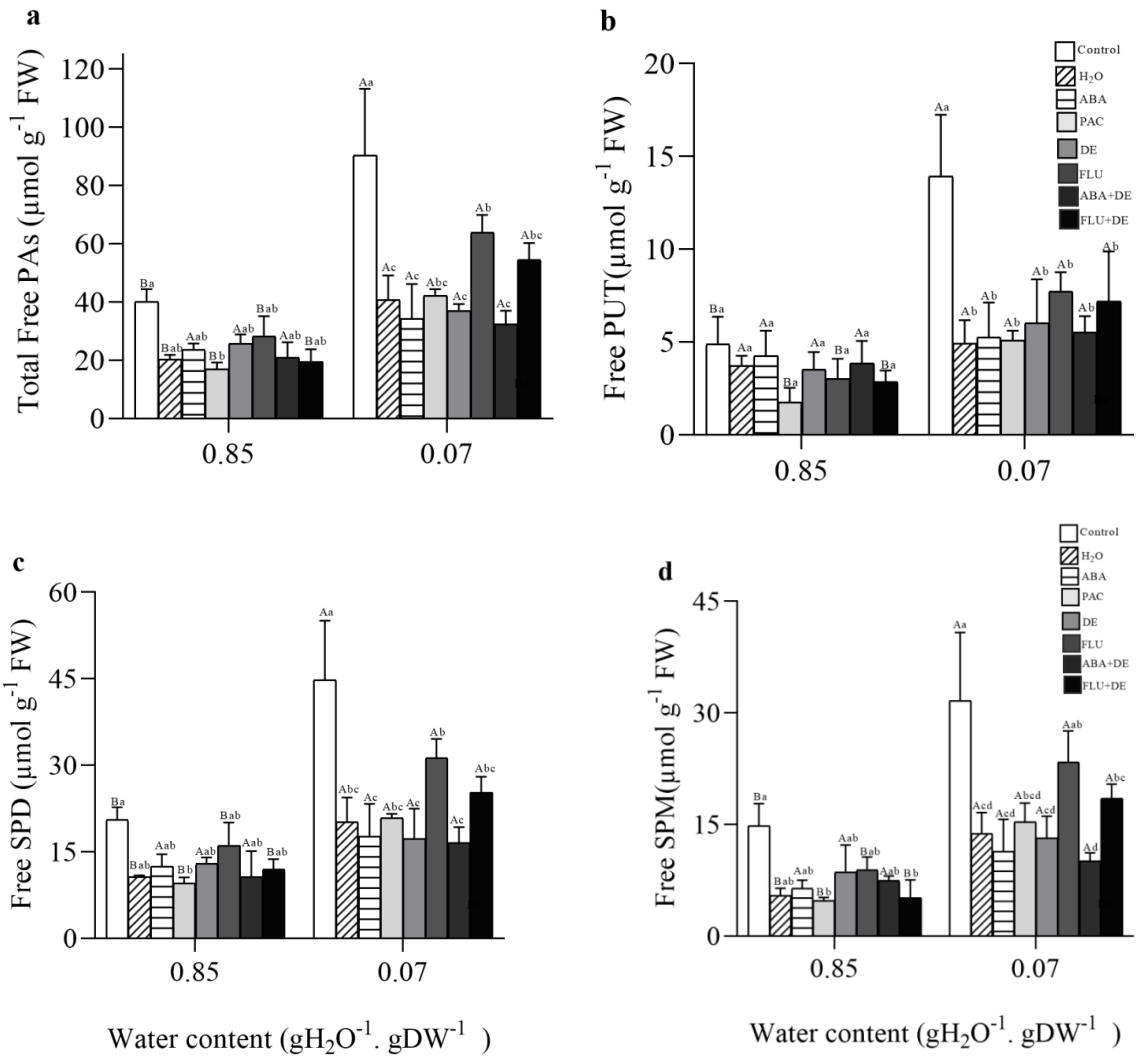 a
Total Free PAs (µmol g-1 FW)
120
100
80
60
40
20
0
Ba
Bab
Aab
Bb
Aab
Bab
Aab
Bab
Aa
Ac
Ac
Abc
Ac
Ab
Ac
Abc
0.85
0.07
b
Free PUT(µmol g-1 FW)
20
15
10
5
0
Ba
Aa
Aa
Ba
Aa
Ba
Aa
Ba
Aa
Ab
Ab
Ab
Ab
Ab
Ab
Ab
0.85
0.07
Control
H2O
ABA
PAC
DE
FLU
ABA+DE
FLU+DE
c
Free SPD (µmol g-1 FW)
60
45
30
15
0
Ba
Bab
Aab
Bb
Aab
Bab
Aab
Bab
Aa
Abc
Ac
Abc
Ac
Ab
Ac
Abc
0.85
0.07
Water content (gH2O-1. gDW-1 )
d
Free SPM(µmol g-1 FW)
45
30
15
0
Ba
Bab
Aab
Bb
Aab
Bab
Aab
Bb
Aa
Acd
Acd
Abcd
Acd
Aab
Ad
Abc
0.85
0.07
Control
H2O
ABA
PAC
DE
FLU
ABA+DE
FLU+DE
Water content (gH2O-1. gDW-1 )